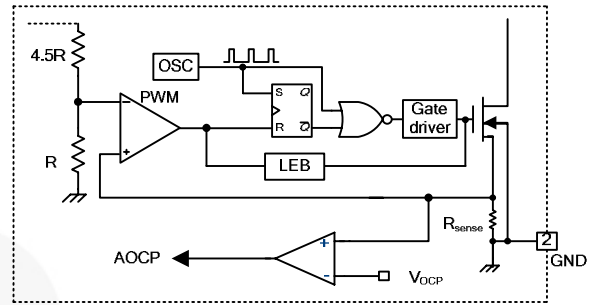 4.5R
OSC
PWM
S Q
R Q̅
Gate
driver
R
LEB
−
+
Rsense
2
GND
AOCP
+
-
VOCP